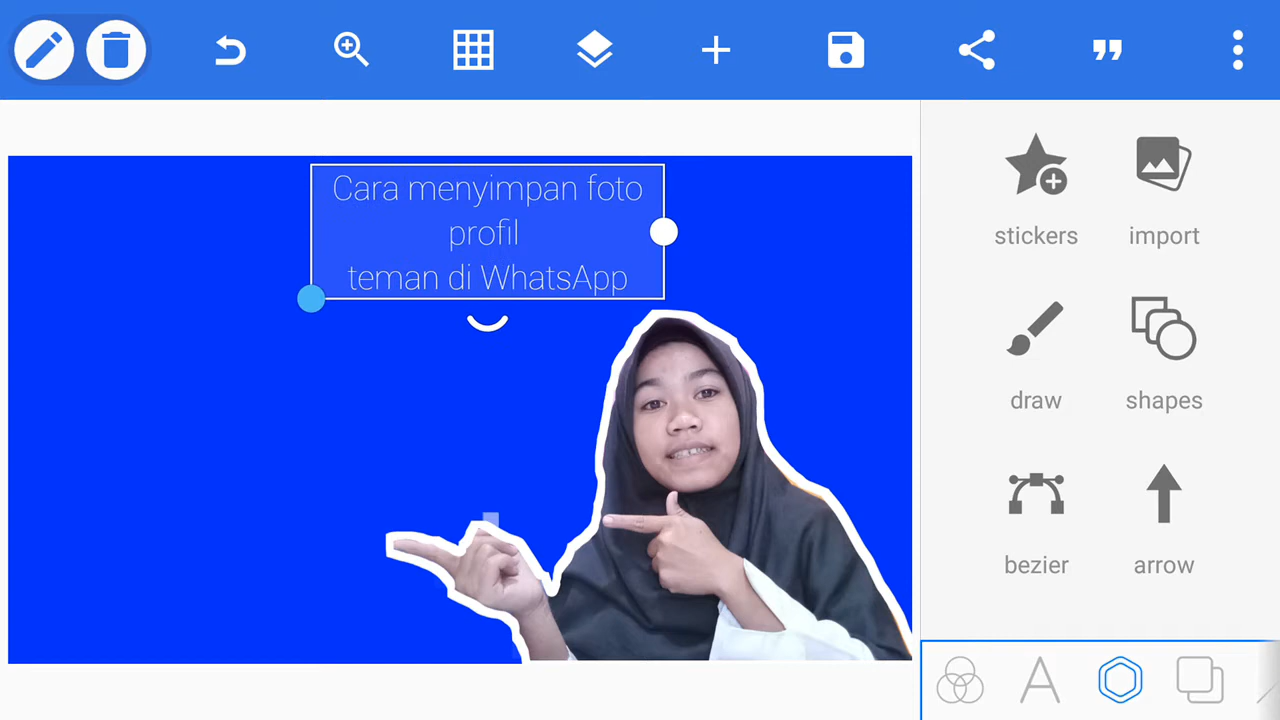 Cara menyimpan foto
profil
teman di WhatsApp
stickers
import
draw
shapes
bezier
arrow